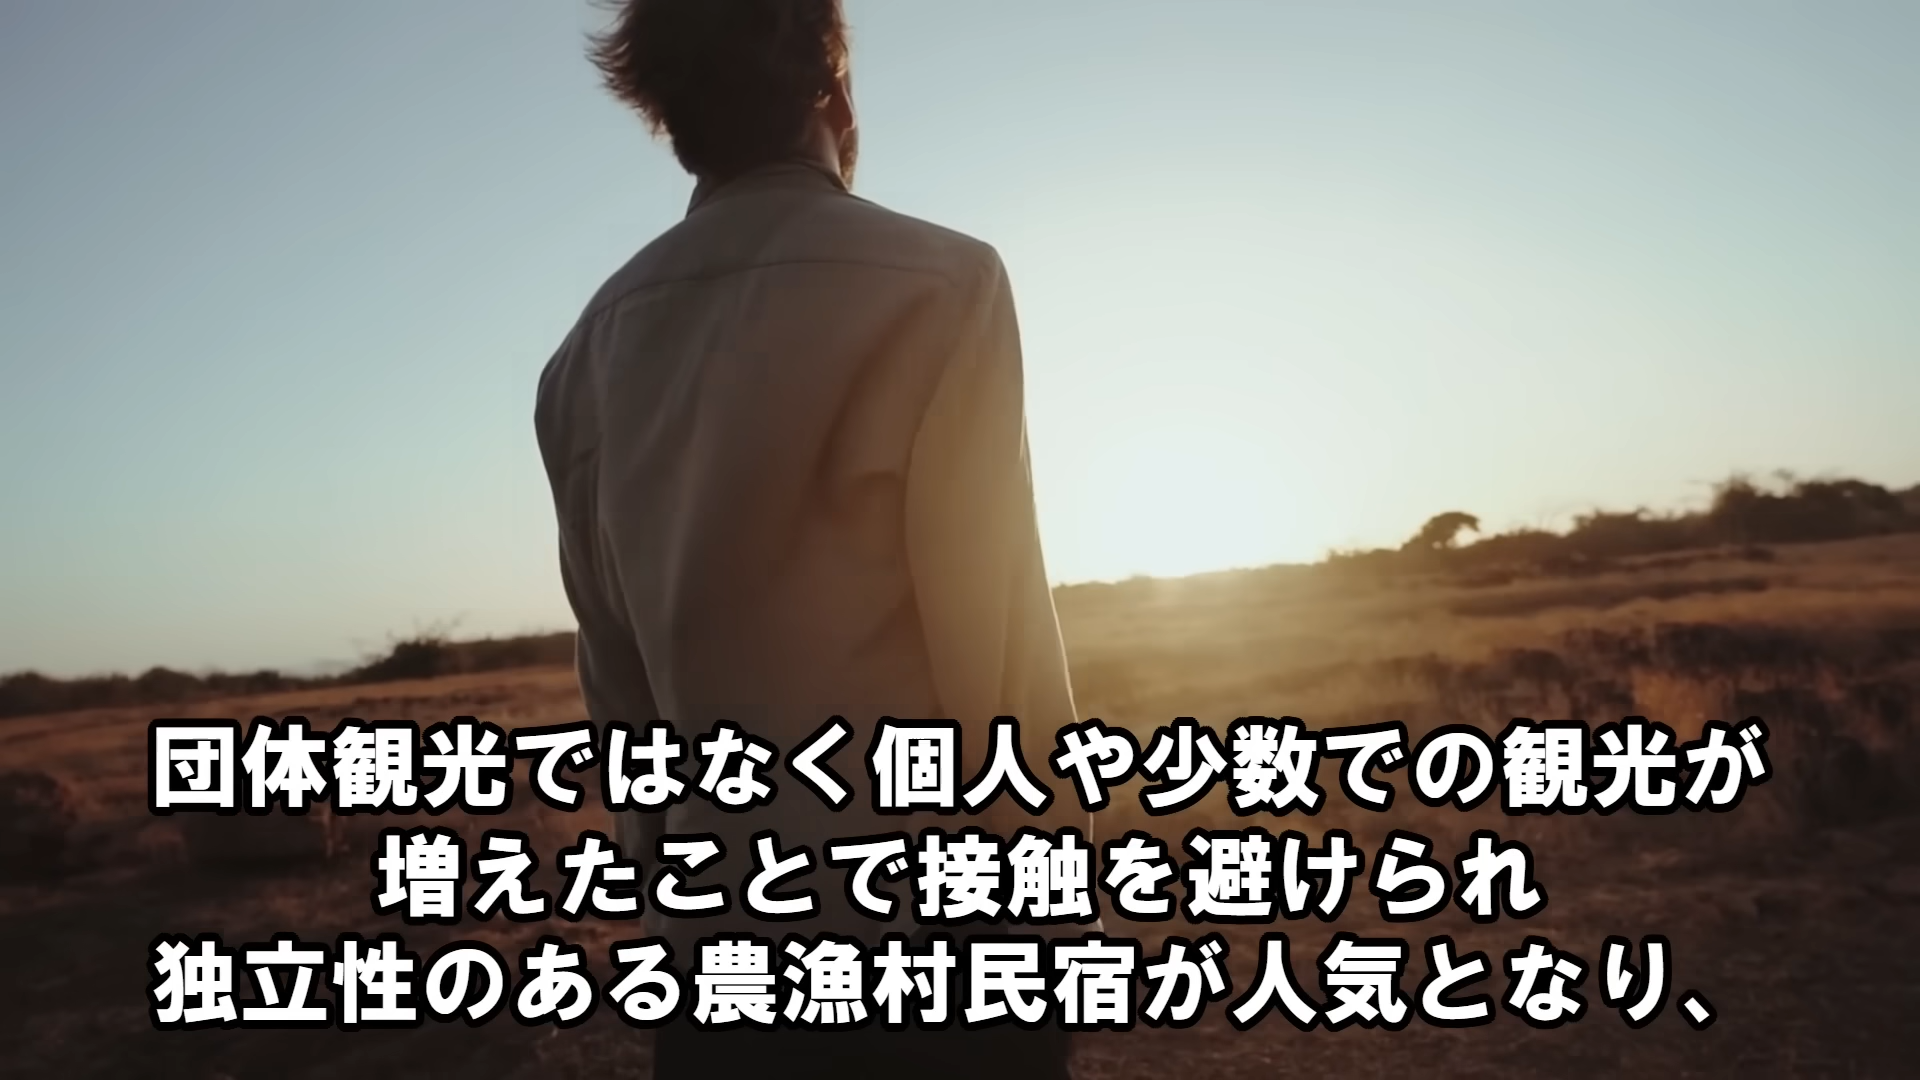 団体観光ではなく個人や少数での観光が
増えたことで接触を避けられ
独立性のある農漁村民宿が人気となり、